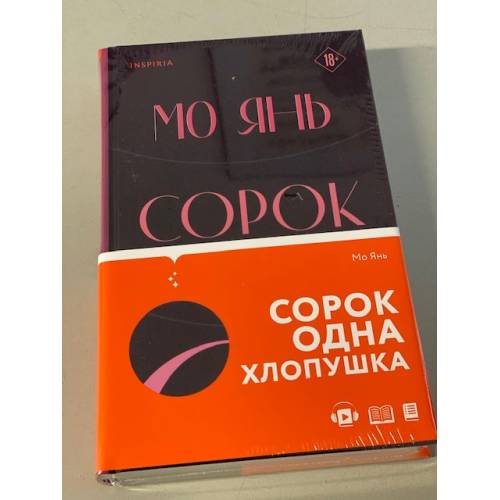 INSPIRIA
18+
МО ЯНЬ
СОРОК
Мо Янь
СОРОК
ОДНА
ХЛОПУШКА